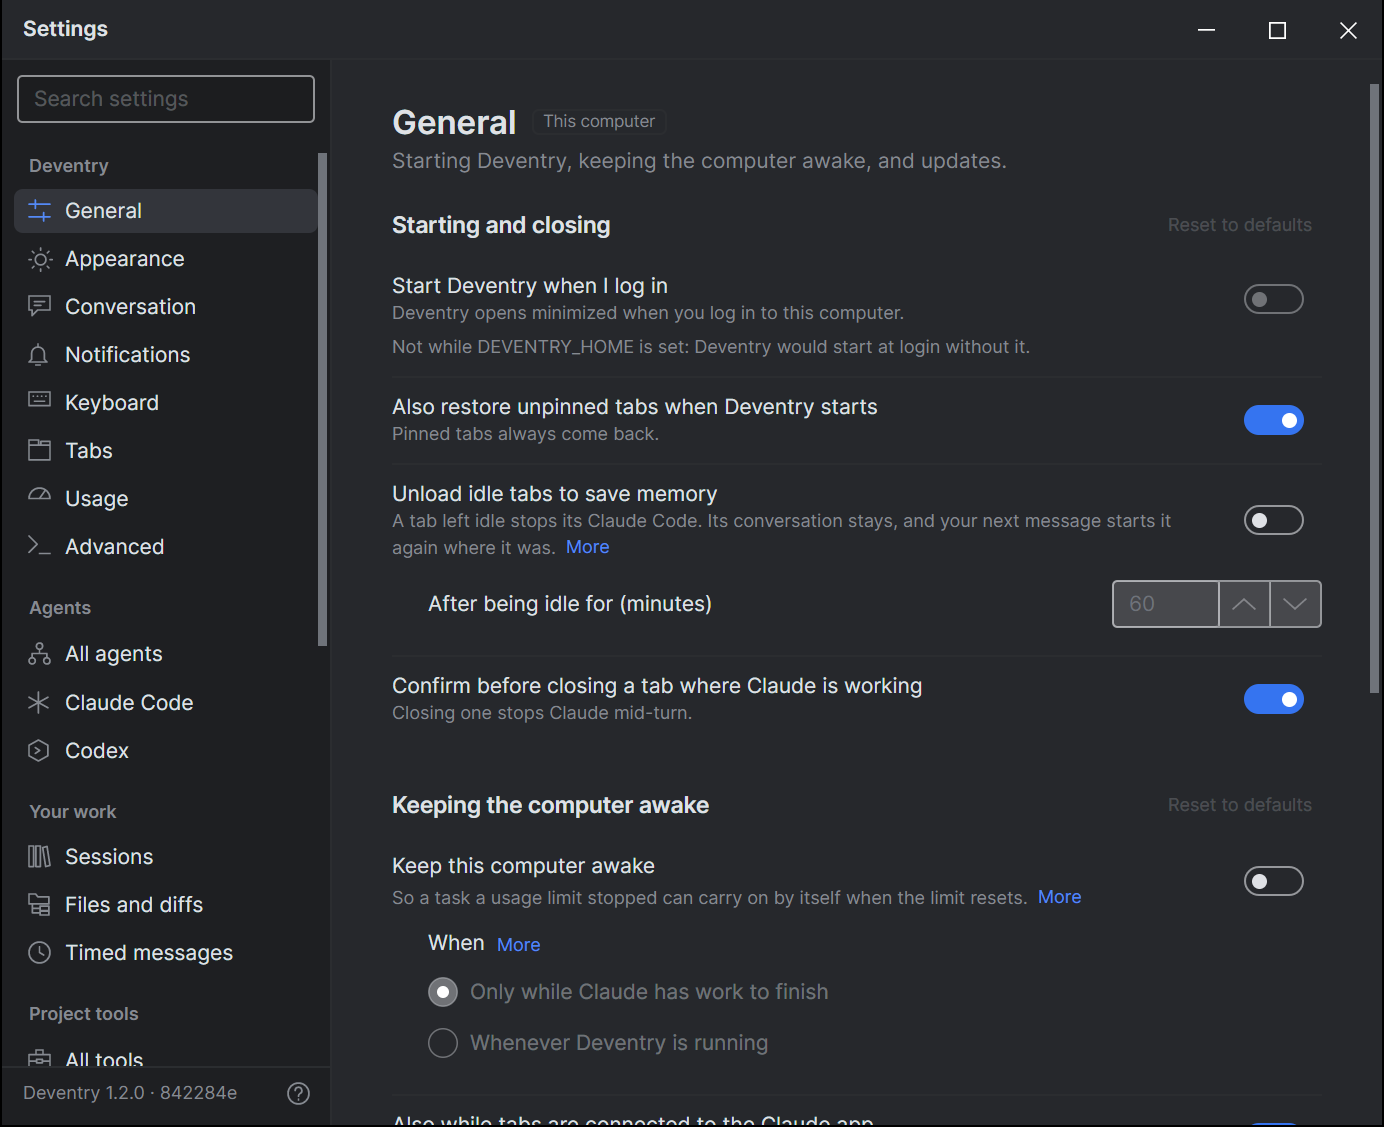 Settings
Search settings
Deventry
General
Appearance
Conversation
Notifications
Keyboard
Tabs
Usage
Advanced
Agents
All agents
Claude Code
Codex
Your work
Sessions
Files and diffs
Timed messages
Project tools
All tools
Deventry 1.2.0 · 842284e
General
This computer
Starting Deventry, keeping the computer awake, and updates.
Starting and closing
Reset to defaults
Start Deventry when I log in
Deventry opens minimized when you log in to this computer.
Not while DEVENTRY_HOME is set: Deventry would start at login without it.
Also restore unpinned tabs when Deventry starts
Pinned tabs always come back.
Unload idle tabs to save memory
A tab left idle stops its Claude Code. Its conversation stays, and your next message starts it
again where it was. More
After being idle for (minutes)
60
Confirm before closing a tab where Claude is working
Closing one stops Claude mid-turn.
Keeping the computer awake
Reset to defaults
Keep this computer awake
So a task a usage limit stopped can carry on by itself when the limit resets. More
When More
Only while Claude has work to finish
Whenever Deventry is running
Also while tabs are connected to the Claude app